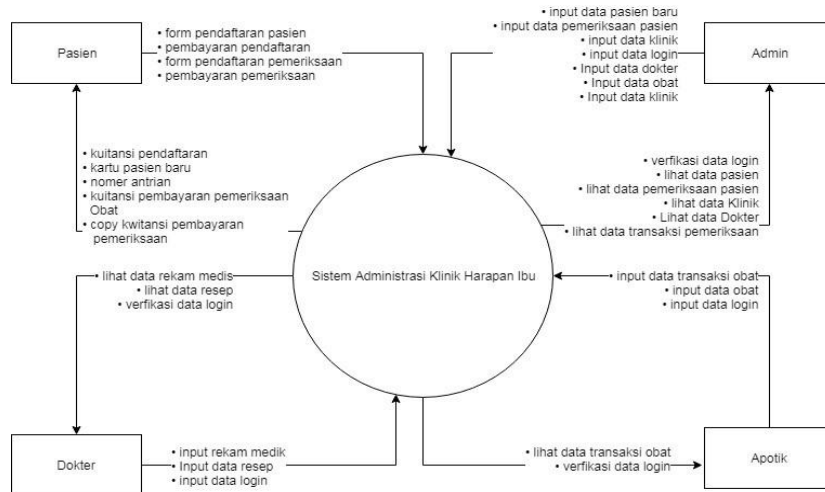 Pasien
• form pendaftaran pasien
• pembayaran pendaftaran
• form pendaftaran pemeriksaan
• pembayaran pemeriksaan
• input data pasien baru
• input data pemeriksaan pasien
• input data klinik
• input data login
• Input data dokter
• Input data obat
• Input data klinik
Admin
• kuitansi pendaftaran
• kartu pasien baru
• nomer antrian
• kuitansi pembayaran pemeriksaan
Obat
• copy kwitansi pembayaran
pemeriksaan
• verfikasi data login
• lihat data pasien
• lihat data pemeriksaan pasien
• lihat data Klinik
• Lihat data Dokter
• lihat data transaksi pemeriksaan
• lihat data rekam medis
• lihat data resep
• verfikasi data login
Sistem Administrasi Klinik Harapan Ibu
• input data transaksi obat
• input data obat
• input data login
Dokter
• input rekam medik
• Input data resep
• input data login
• lihat data transaksi obat
• verfikasi data login
Apotik